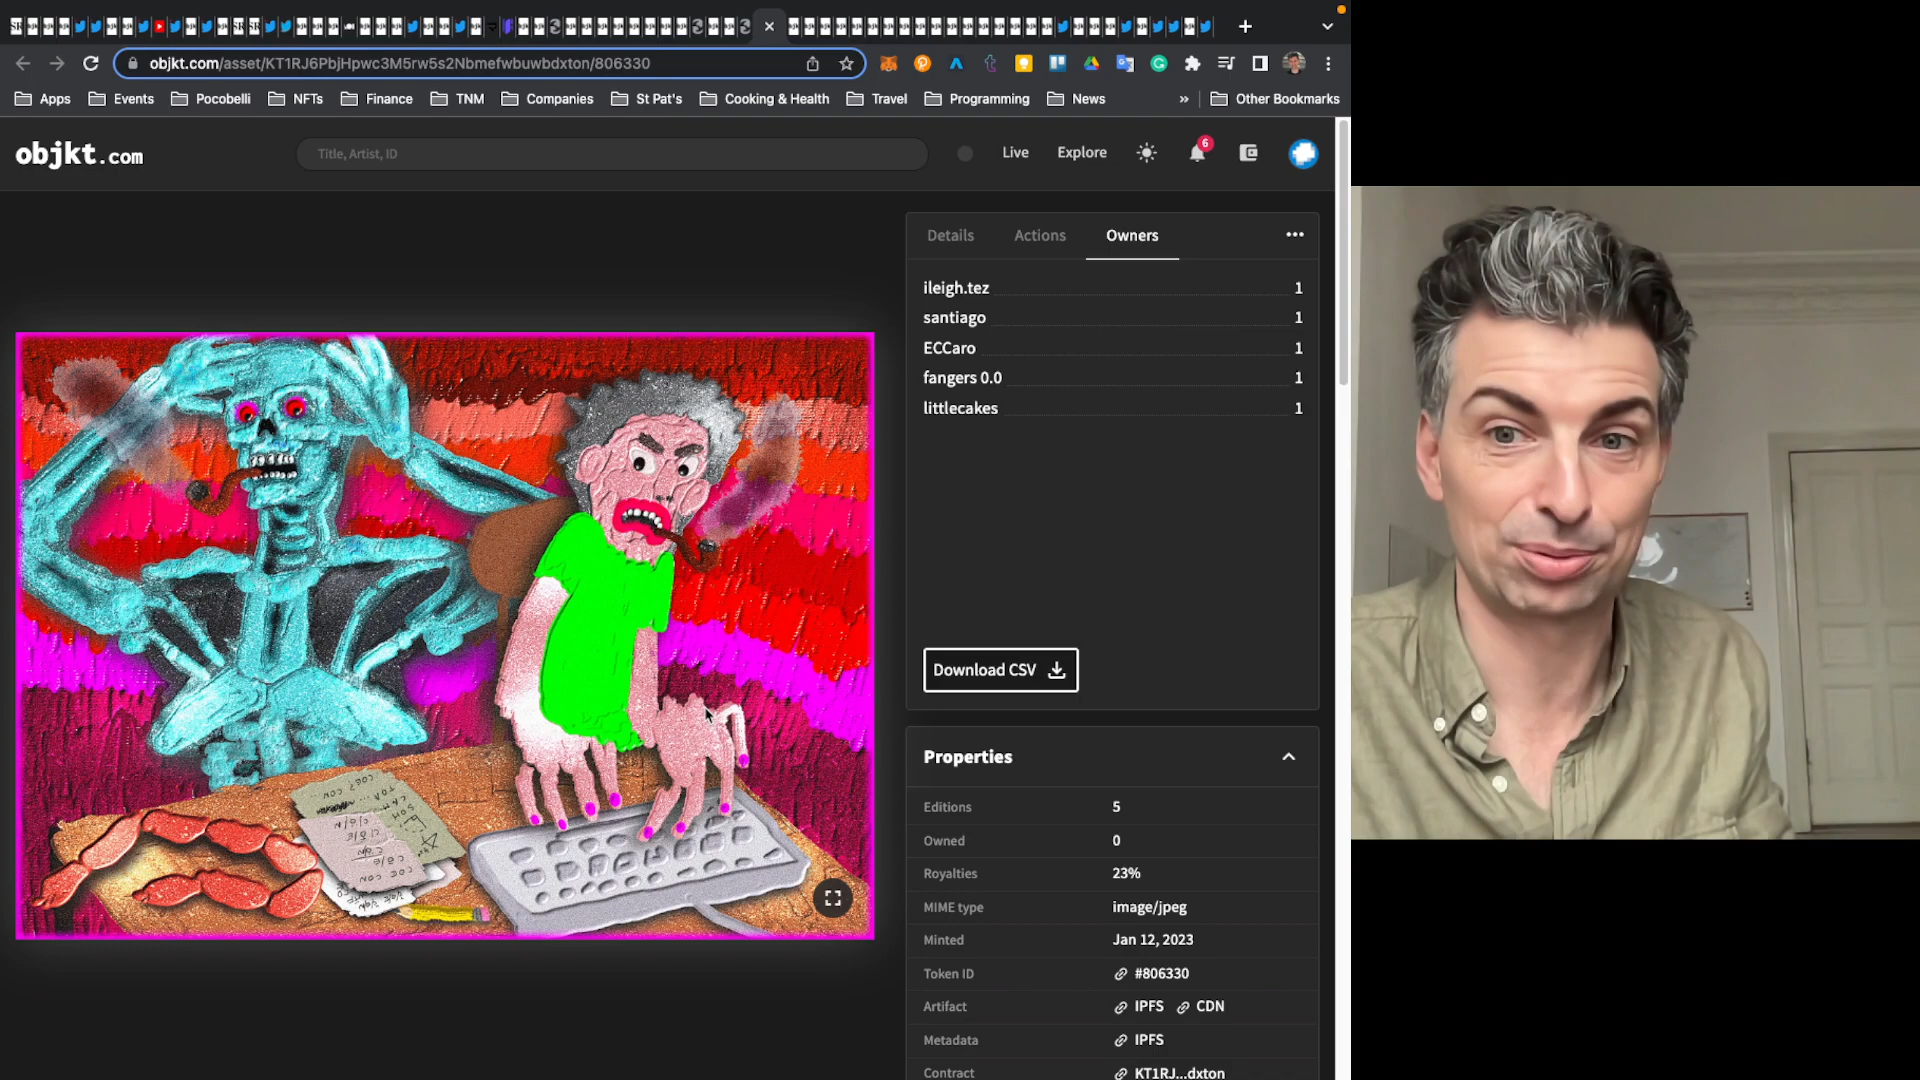 objkt.com/asset/KT1RJ6PbjHpwc3M5rw5s2Nbmefwbuwbdxton/806330
Apps Events Pocobelli NFTs Finance TNM Companies St Pat's Cooking & Health Travel Programming News » Other Bookmarks
objkt.com Title, Artist, ID Live Explore 6
Details Actions Owners
ileigh.tez 1
santiago 1
ECCaro 1
fangers 0.0 1
littlecakes 1
Download CSV
Properties
Editions 5
Owned 0
Royalties 23%
MIME type image/jpeg
Minted Jan 12, 2023
Token ID #806330
Artifact IPFS CDN
Metadata IPFS
Contract KT1RJ...dxton